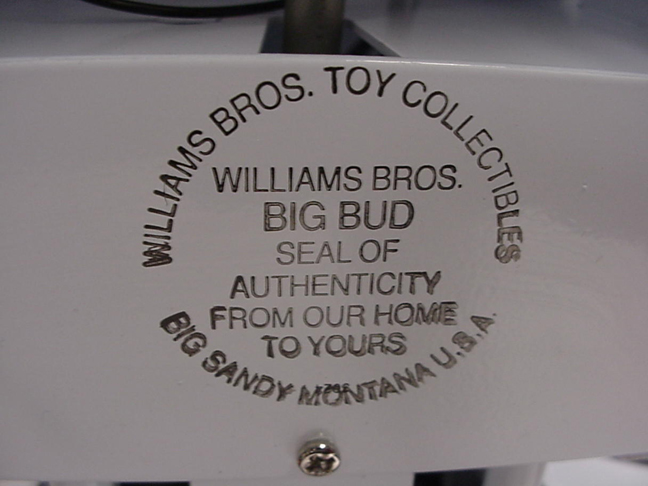 WILLIAMS BROS. TOY COLLECTIBLES
WILLIAMS BROS.
BIG BUD
SEAL OF
AUTHENTICITY
FROM OUR HOME
TO YOURS
BIG SANDY MONTANA U.S.A.